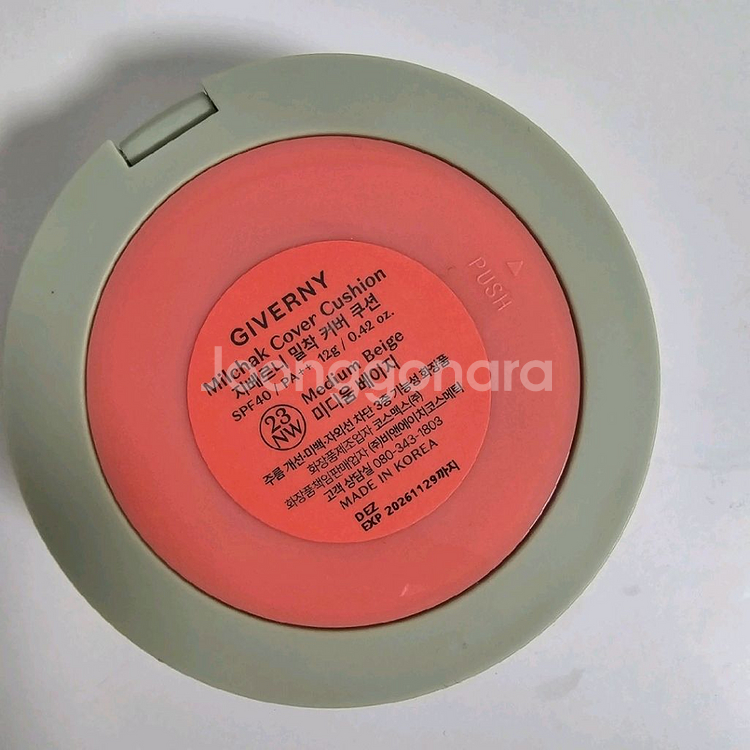 GIVERNY
Milchak Cover Cushion
지베르니 밀착 커버 쿠션
SPF40 / PA++ 12g / 0.42 oz.
23
NW
Medium Beige
미디움 베이지
주름 개선·미백·자외선 차단 3중 기능성 화장품
화장품제조업자 코스맥스(주)
화장품책임판매업자 (주)비앤에이치코스메틱
고객 상담실 080-343-1803
MADE IN KOREA
DEZ
EXP 20261129까지
PUSH
joonggonara